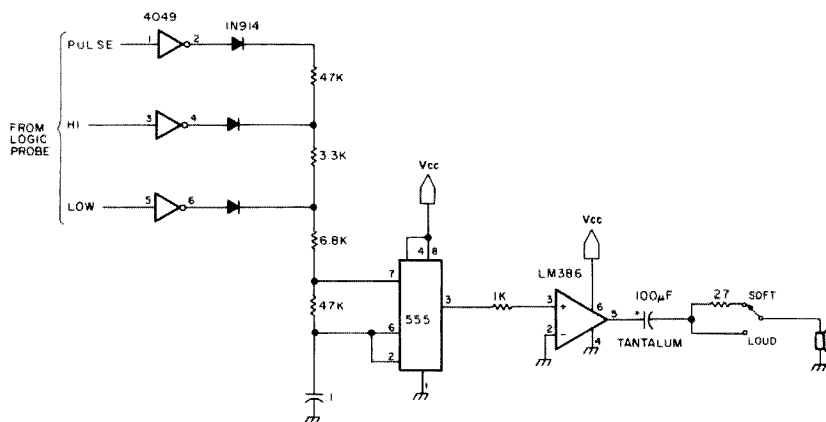 4049
1N914
PULSE
1
2
47K
FROM
LOGIC
PROBE
HI
3
4
3.3K
Vcc
LOW
5
6
6.8K
4
8
Vcc
7
LM386
47K
3
1K
3
+
6
5
+
100µF
27
SOFT
555
6
2
-
4
TANTALUM
LOUD
2
1
1